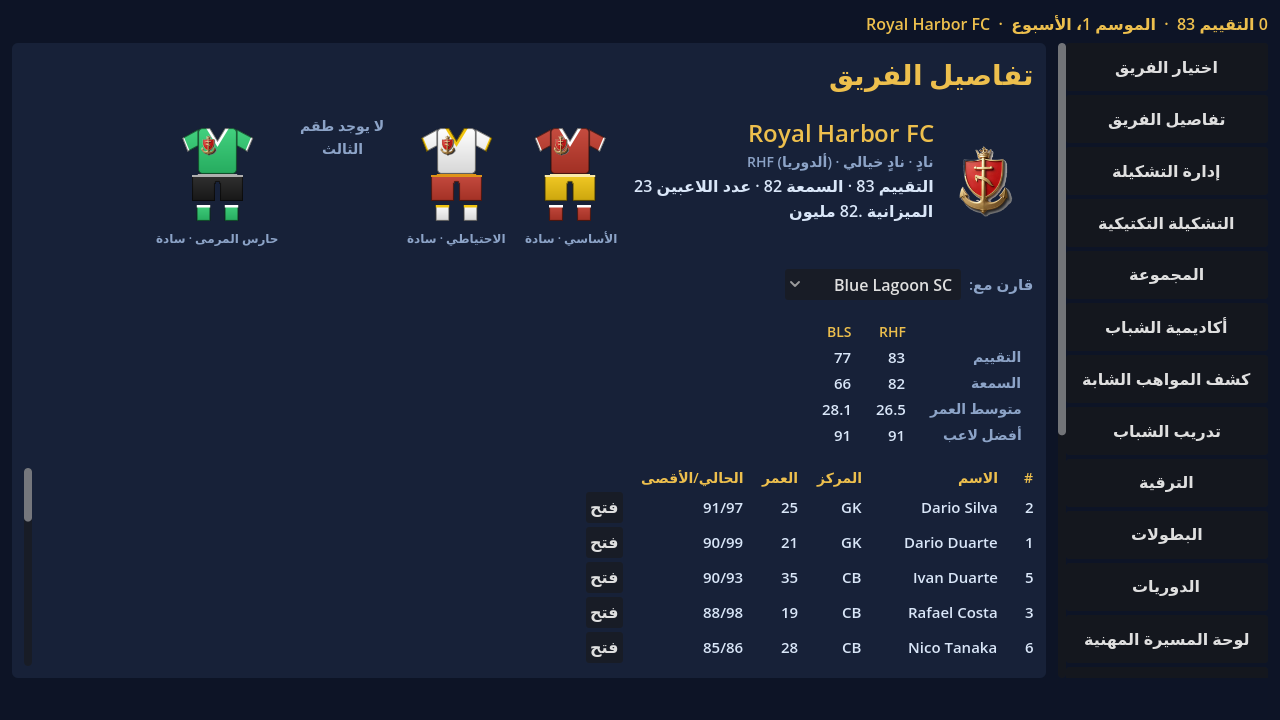 Royal Harbor FC · الموسم 1، الأسبوع 0 التقييم 83
اختيار الفريق
تفاصيل الفريق
إدارة التشكيلة
التشكيلة التكتيكية
المجموعة
أكاديمية الشباب
كشف المواهب الشابة
تدريب الشباب
الترقية
البطولات
الدوريات
لوحة المسيرة المهنية
تفاصيل الفريق
Royal Harbor FC
نادٍ · نادٍ خيالي · (ألدوريا) RHF
التقييم 83 · السمعة 82 · عدد اللاعبين 23
الميزانية .82 مليون
الأساسي · سادة
الاحتياطي · سادة
لا يوجد طقم
الثالث
حارس المرمى · سادة
قارن مع: Blue Lagoon SC
RHF BLS
التقييم 83 77
السمعة 82 66
متوسط العمر 26.5 28.1
أفضل لاعب 91 91
# الاسم المركز العمر الحالي/الأقصى
2 Dario Silva GK 25 91/97 فتح
1 Dario Duarte GK 21 90/99 فتح
5 Ivan Duarte CB 35 90/93 فتح
3 Rafael Costa CB 19 88/98 فتح
6 Nico Tanaka CB 28 85/86 فتح